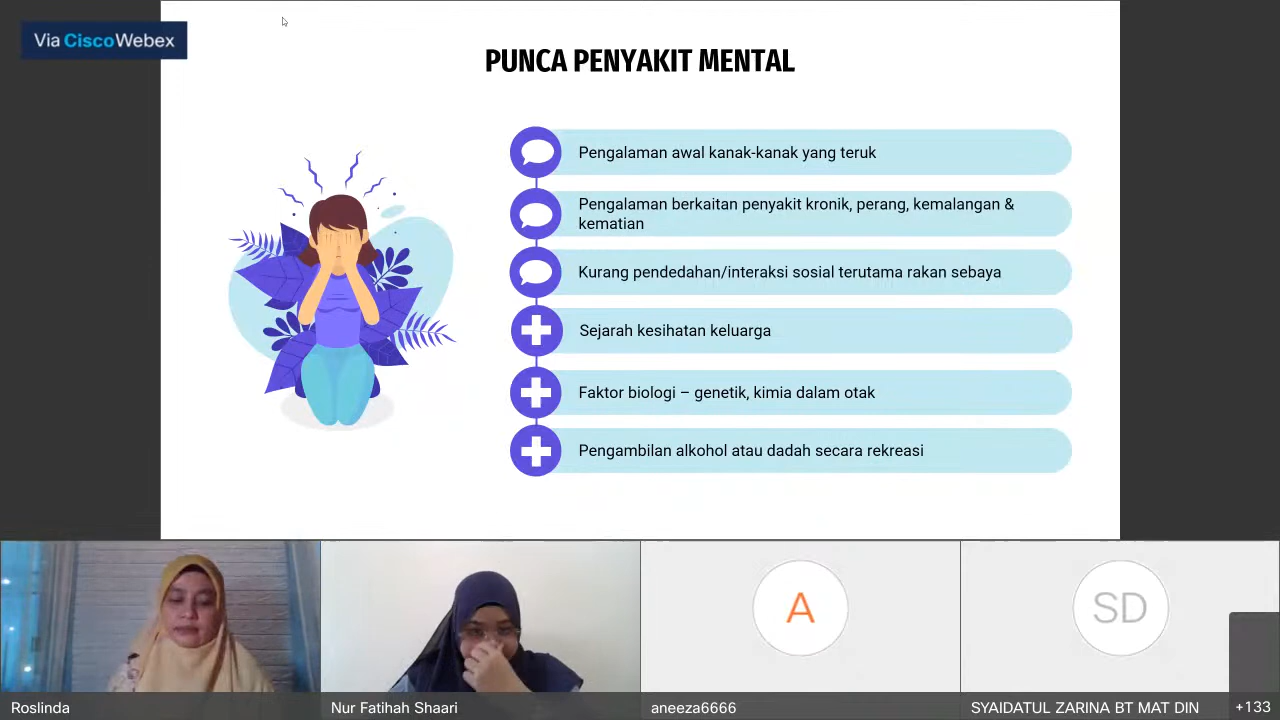 Via Cisco Webex
PUNCA PENYAKIT MENTAL
Pengalaman awal kanak-kanak yang teruk
Pengalaman berkaitan penyakit kronik, perang, kemalangan &
kematian
Kurang pendedahan/interaksi sosial terutama rakan sebaya
Sejarah kesihatan keluarga
Faktor biologi – genetik, kimia dalam otak
Pengambilan alkohol atau dadah secara rekreasi
A
SD
Roslinda
Nur Fatihah Shaari
aneeza6666
SYAIDATUL ZARINA BT MAT DIN
+133